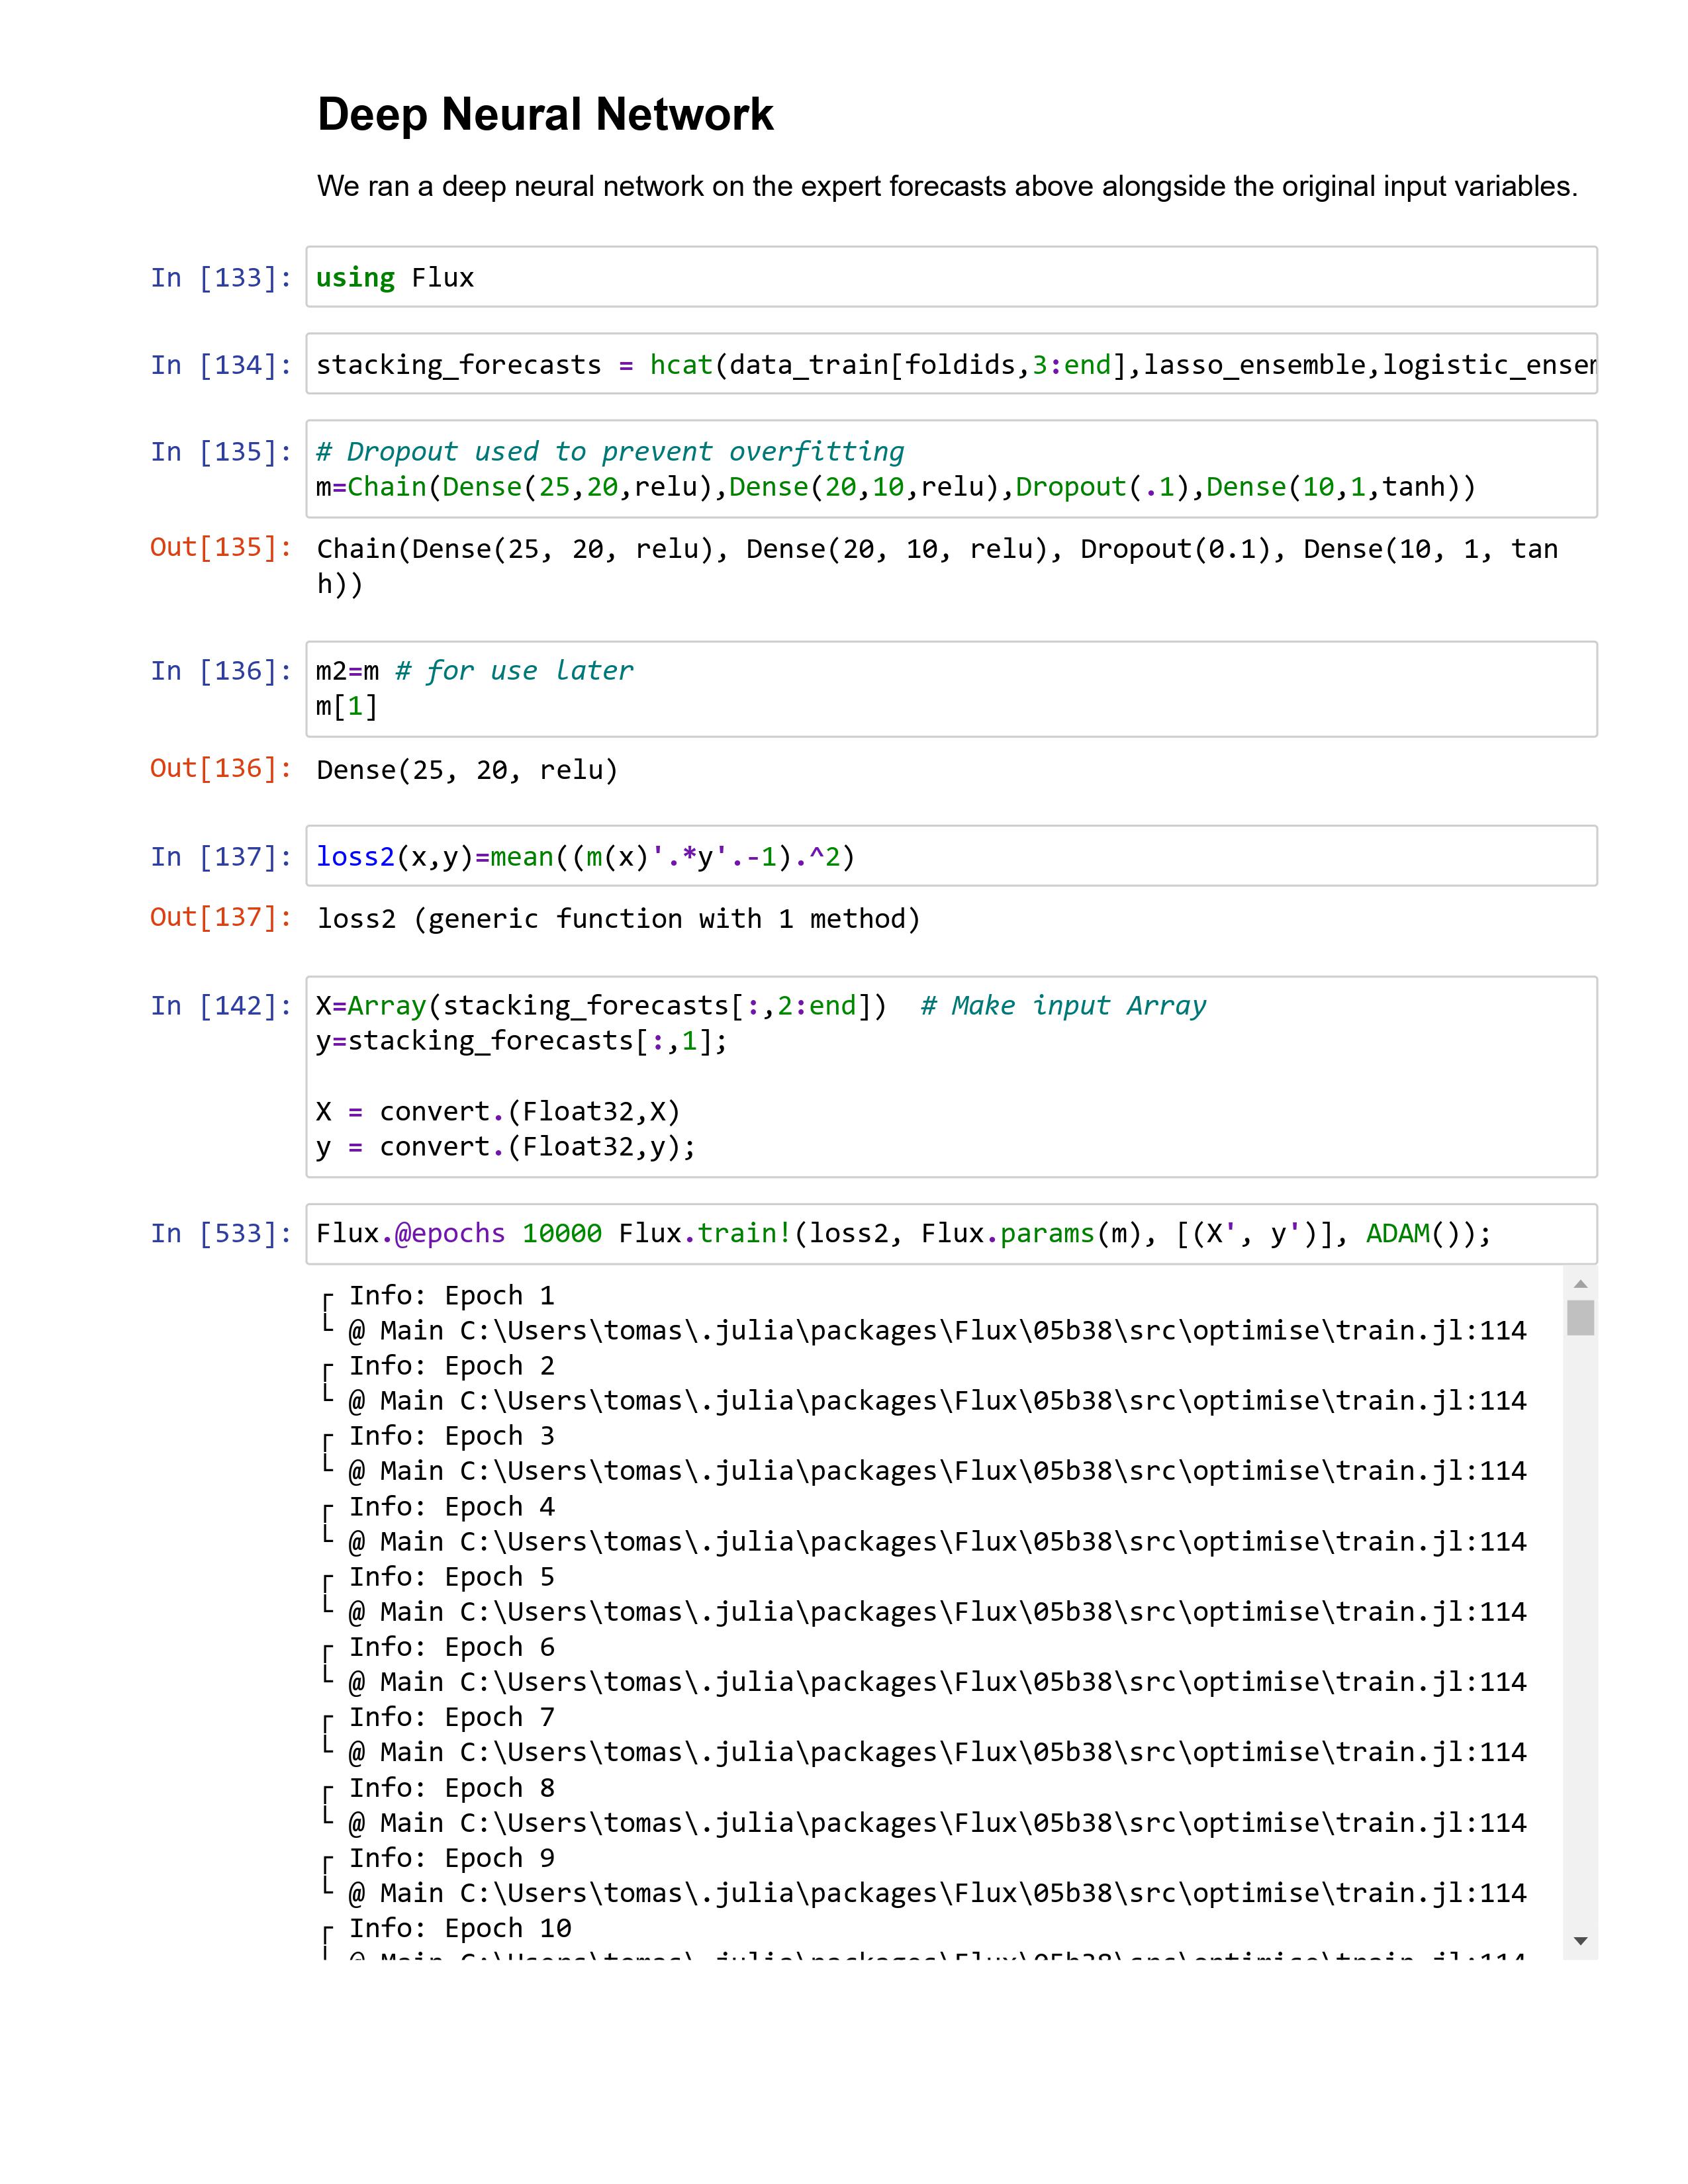 Deep Neural Network
We ran a deep neural network on the expert forecasts above alongside the original input variables.
In [133]: using Flux
In [134]: stacking_forecasts = hcat(data_train[foldids,3:end],lasso_ensemble,logistic_enser
In [135]: # Dropout used to prevent overfitting
m=Chain(Dense(25,20,relu),Dense(20,10,relu),Dropout(.1),Dense(10,1,tanh))
Out[135]: Chain(Dense(25, 20, relu), Dense(20, 10, relu), Dropout(0.1), Dense(10, 1, tan
h))
In [136]: m2=m # for use later
m[1]
Out[136]: Dense(25, 20, relu)
In [137]: loss2(x,y)=mean((m(x)'.*y'.-1).^2)
Out[137]: loss2 (generic function with 1 method)
In [142]: X=Array(stacking_forecasts[:,2:end])  # Make input Array
y=stacking_forecasts[:,1];
X = convert.(Float32,X)
y = convert.(Float32,y);
In [533]: Flux.@epochs 10000 Flux.train!(loss2, Flux.params(m), [(X', y')], ADAM());
┌ Info: Epoch 1
└ @ Main C:\Users\tomas\.julia\packages\Flux\05b38\src\optimise\train.jl:114
┌ Info: Epoch 2
└ @ Main C:\Users\tomas\.julia\packages\Flux\05b38\src\optimise\train.jl:114
┌ Info: Epoch 3
└ @ Main C:\Users\tomas\.julia\packages\Flux\05b38\src\optimise\train.jl:114
┌ Info: Epoch 4
└ @ Main C:\Users\tomas\.julia\packages\Flux\05b38\src\optimise\train.jl:114
┌ Info: Epoch 5
└ @ Main C:\Users\tomas\.julia\packages\Flux\05b38\src\optimise\train.jl:114
┌ Info: Epoch 6
└ @ Main C:\Users\tomas\.julia\packages\Flux\05b38\src\optimise\train.jl:114
┌ Info: Epoch 7
└ @ Main C:\Users\tomas\.julia\packages\Flux\05b38\src\optimise\train.jl:114
┌ Info: Epoch 8
└ @ Main C:\Users\tomas\.julia\packages\Flux\05b38\src\optimise\train.jl:114
┌ Info: Epoch 9
└ @ Main C:\Users\tomas\.julia\packages\Flux\05b38\src\optimise\train.jl:114
┌ Info: Epoch 10